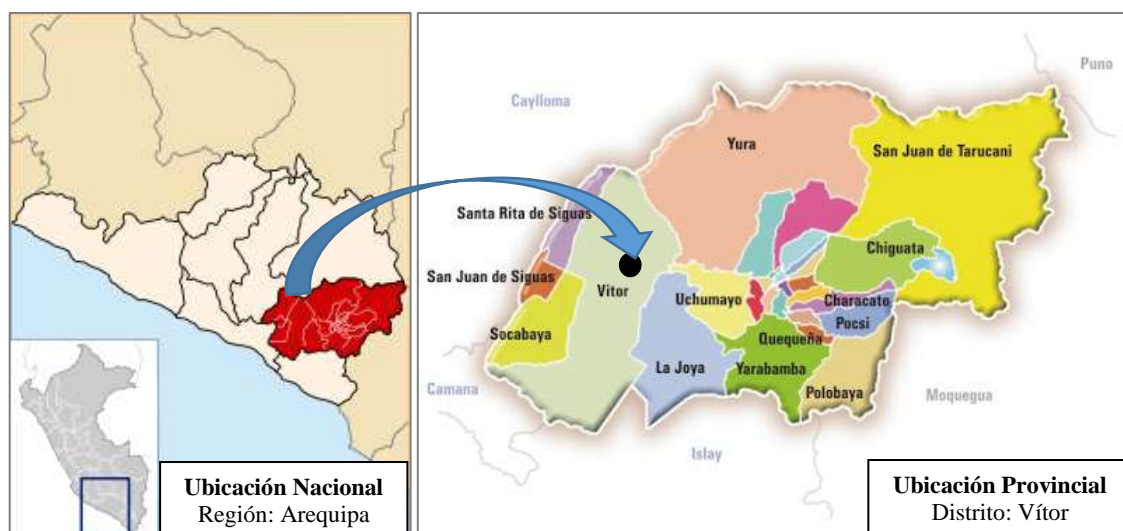 Ubicación Nacional
Región: Arequipa
Puno
Caylloma
Yura
San Juan de Tarucani
Santa Rita de Siguas
Chiguata
San Juan de Siguas
Vitor
Uchumayo
Characato
Socabaya
Pocsi
Quequeña
La Joya
Yarabamba
Camana
Polobaya
Moquegua
Islay
Ubicación Provincial
Distrito: Vítor